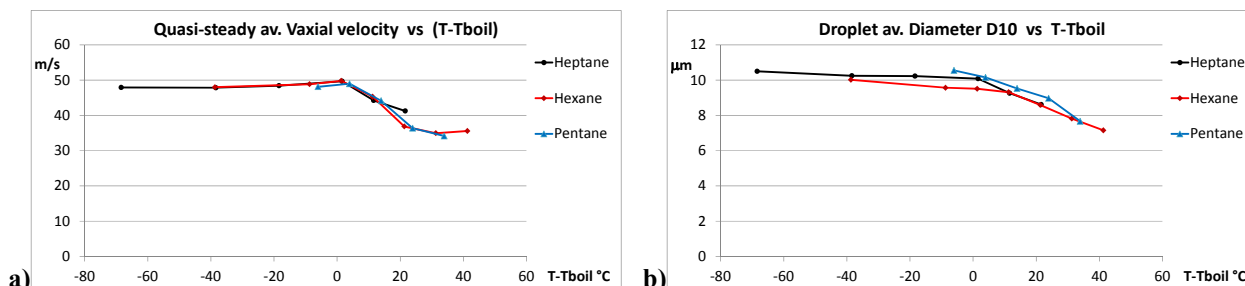 Quasi-steady av. Vaxial velocity vs (T-Tboil)
60
m/s
50
40
30
20
10
0
-80 -60 -40 -20 0 20 40 60
T-Tboil °C
Heptane
Hexane
Pentane
a)
Droplet av. Diameter D10 vs T-Tboil
12
µm
10
8
6
4
2
0
-80 -60 -40 -20 0 20 40 60
T-Tboil °C
Heptane
Hexane
Pentane
b)